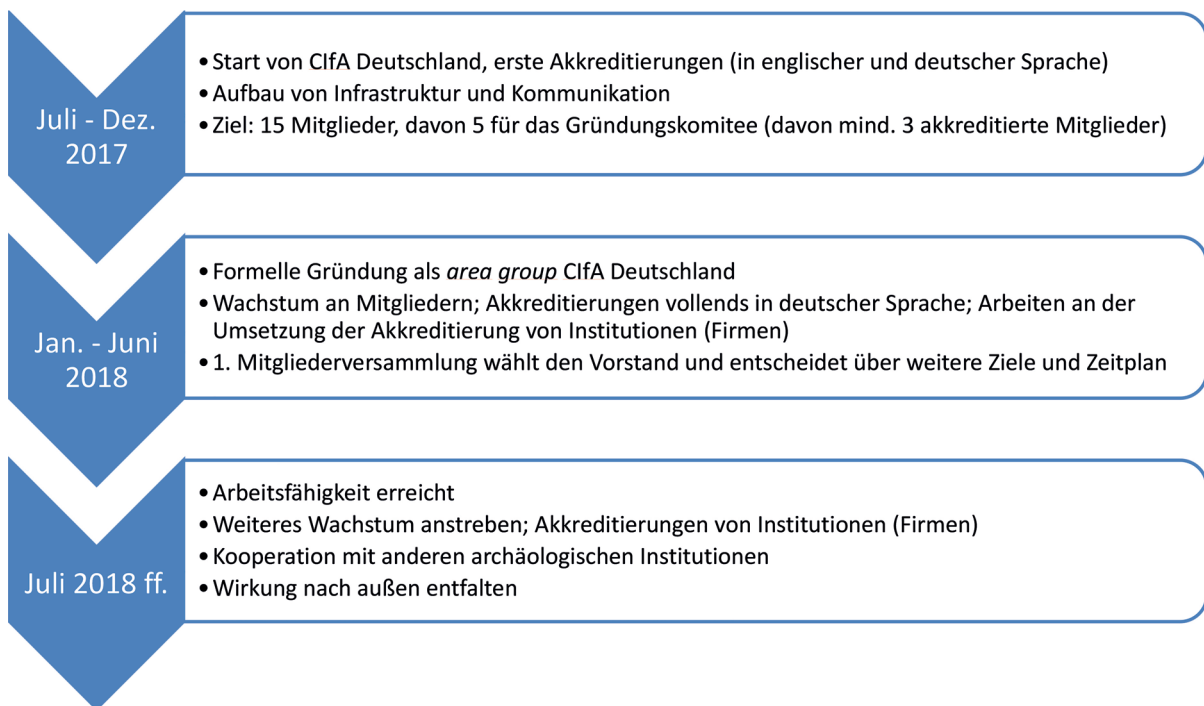 Juli - Dez.
2017
• Start von CIfA Deutschland, erste Akkreditierungen (in englischer und deutscher Sprache)
• Aufbau von Infrastruktur und Kommunikation
• Ziel: 15 Mitglieder, davon 5 für das Gründungskomitee (davon mind. 3 akkreditierte Mitglieder)
Jan. - Juni
2018
• Formelle Gründung als area group CIfA Deutschland
• Wachstum an Mitgliedern; Akkreditierungen vollends in deutscher Sprache; Arbeiten an der
Umsetzung der Akkreditierung von Institutionen (Firmen)
• 1. Mitgliederversammlung wählt den Vorstand und entscheidet über weitere Ziele und Zeitplan
Juli 2018 ff.
• Arbeitsfähigkeit erreicht
• Weiteres Wachstum anstreben; Akkreditierungen von Institutionen (Firmen)
• Kooperation mit anderen archäologischen Institutionen
• Wirkung nach außen entfalten